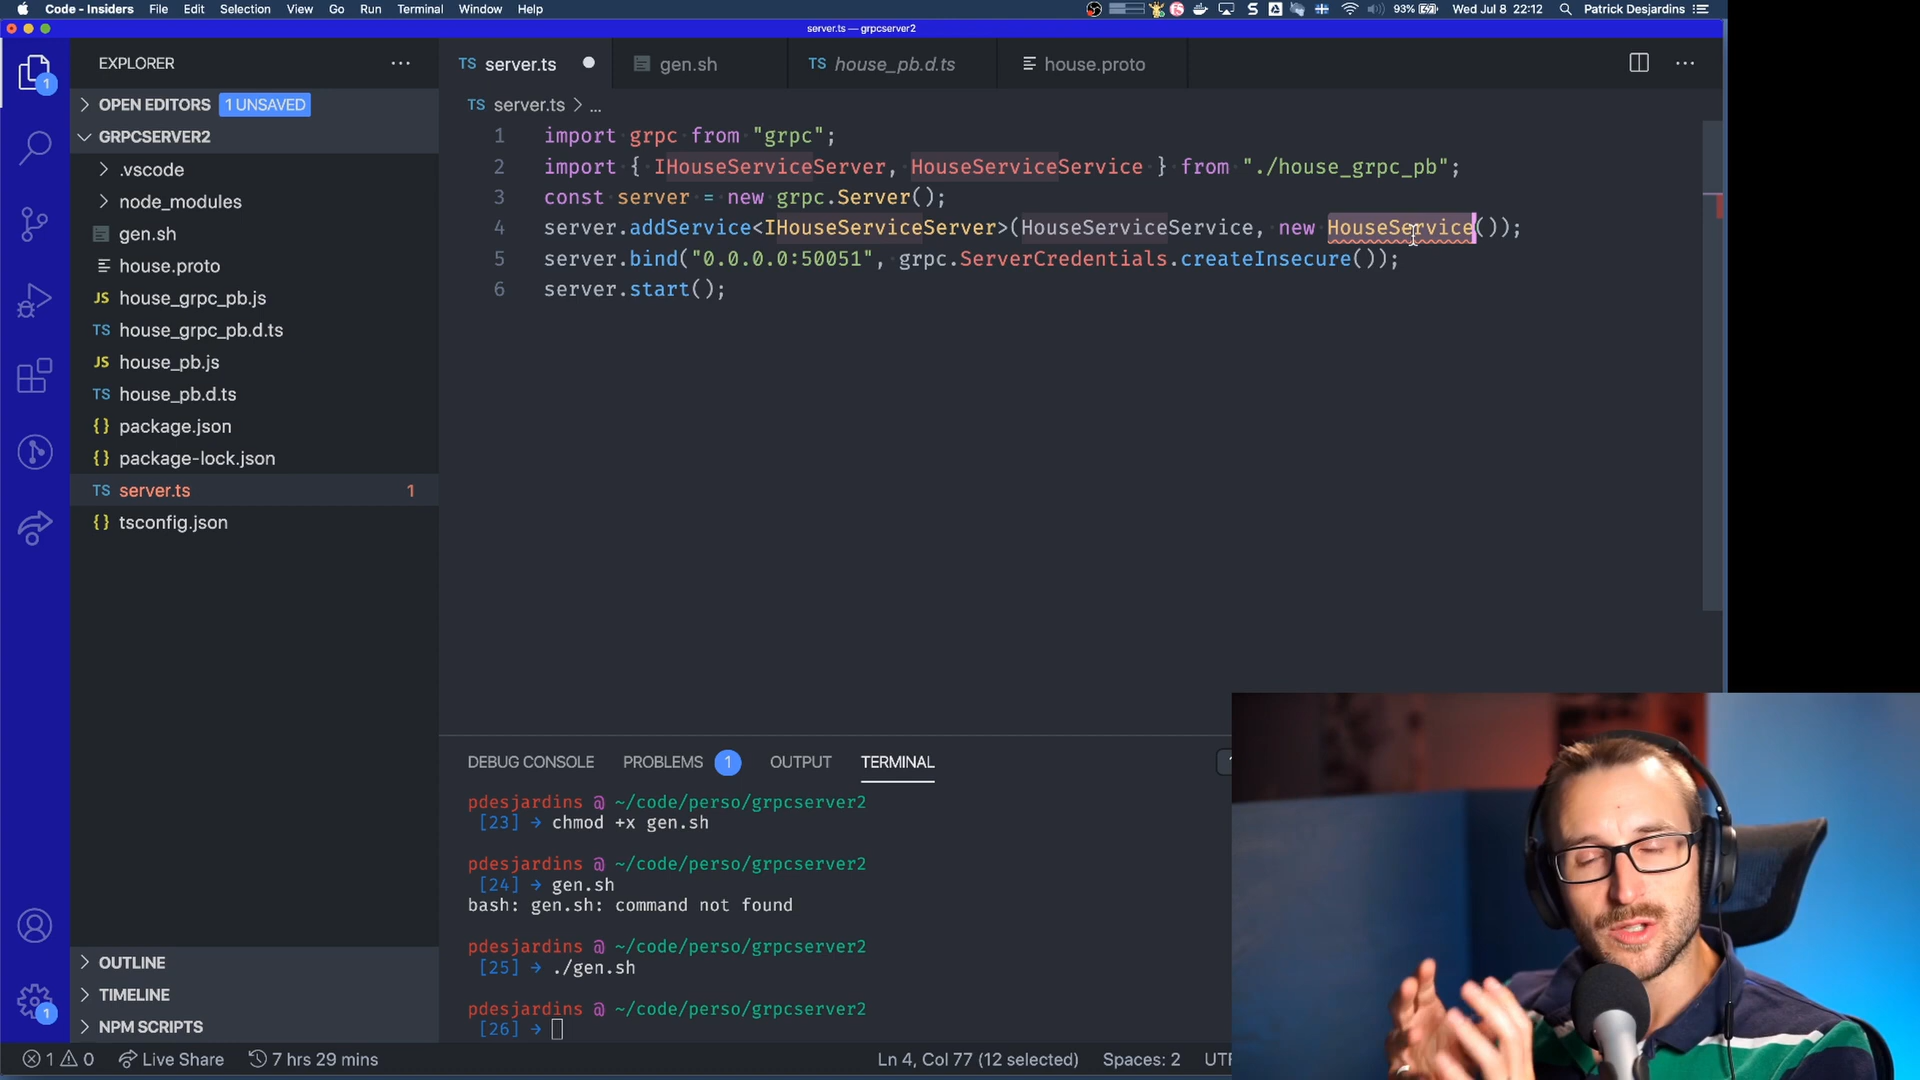 Code - Insiders File Edit Selection View Go Run Terminal Window Help
93% Wed Jul 8 22:12 Patrick Desjardins
server.ts — grpcserver2
EXPLORER
TS server.ts
gen.sh
TS house_pb.d.ts
house.proto
1
OPEN EDITORS 1 UNSAVED
GRPCSERVER2
.vscode
node_modules
gen.sh
house.proto
JS house_grpc_pb.js
TS house_grpc_pb.d.ts
JS house_pb.js
TS house_pb.d.ts
{} package.json
{} package-lock.json
TS server.ts 1
{} tsconfig.json
OUTLINE
TIMELINE
NPM SCRIPTS
1
TS server.ts > ...
1 import grpc from "grpc";
2 import { IHouseServiceServer, HouseServiceService } from "./house_grpc_pb";
3 const server = new grpc.Server();
4 server.addService<IHouseServiceServer>(HouseServiceService, new HouseService());
5 server.bind("0.0.0.0:50051", grpc.ServerCredentials.createInsecure());
6 server.start();
DEBUG CONSOLE PROBLEMS 1 OUTPUT TERMINAL
pdesjardins @ ~/code/perso/grpcserver2
[23] → chmod +x gen.sh
pdesjardins @ ~/code/perso/grpcserver2
[24] → gen.sh
bash: gen.sh: command not found
pdesjardins @ ~/code/perso/grpcserver2
[25] → ./gen.sh
pdesjardins @ ~/code/perso/grpcserver2
[26] →
1 0 Live Share 7 hrs 29 mins
Ln 4, Col 77 (12 selected) Spaces: 2